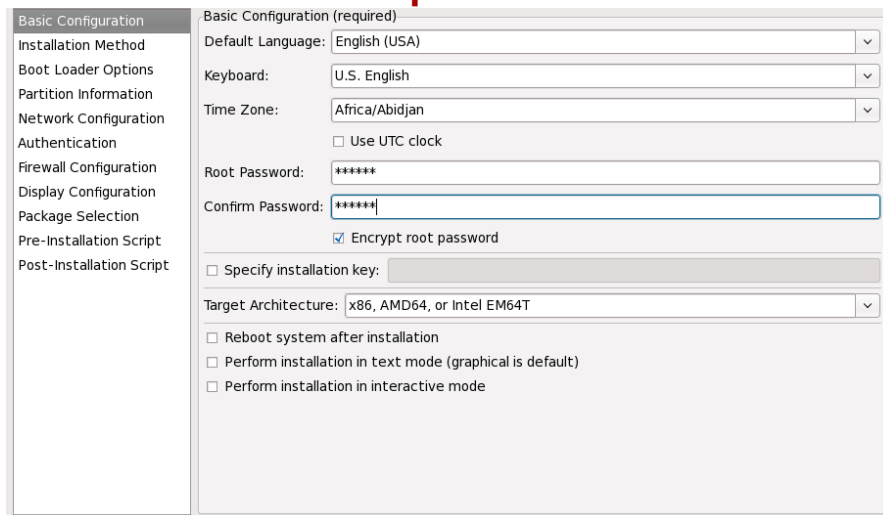 Basic Configuration
Installation Method
Boot Loader Options
Partition Information
Network Configuration
Authentication
Firewall Configuration
Display Configuration
Package Selection
Pre-Installation Script
Post-Installation Script
Basic Configuration (required)
Default Language: English (USA)
Keyboard: U.S. English
Time Zone: Africa/Abidjan
Use UTC clock
Root Password: ******
Confirm Password: ******
Encrypt root password
Specify installation key:
Target Architecture: x86, AMD64, or Intel EM64T
Reboot system after installation
Perform installation in text mode (graphical is default)
Perform installation in interactive mode